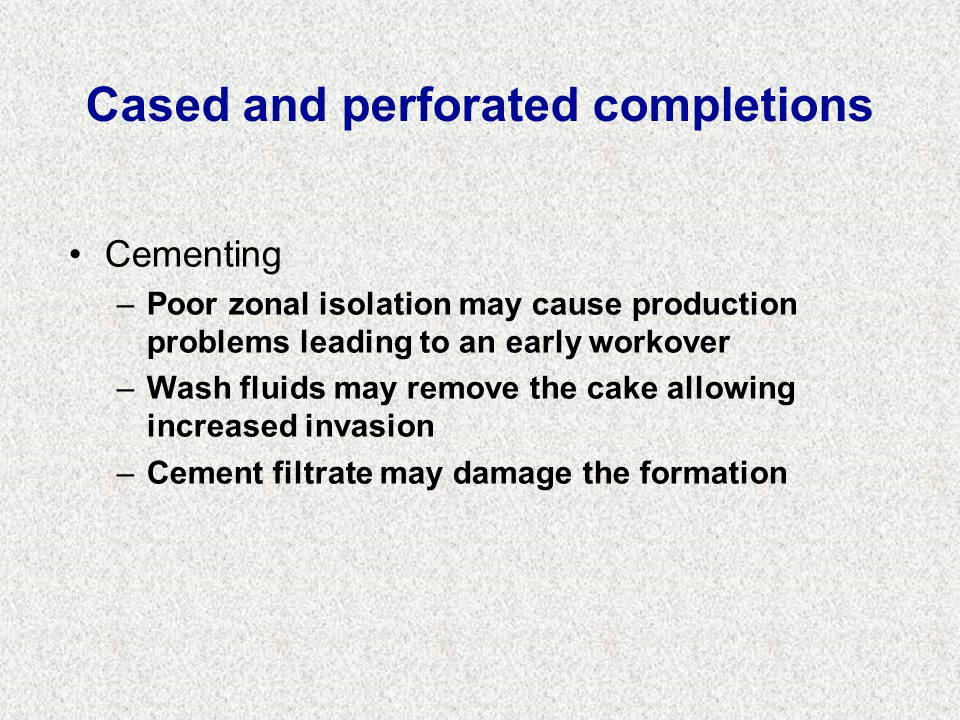 Cased and perforated completions
• Cementing
– Poor zonal isolation may cause production
problems leading to an early workover
– Wash fluids may remove the cake allowing
increased invasion
– Cement filtrate may damage the formation